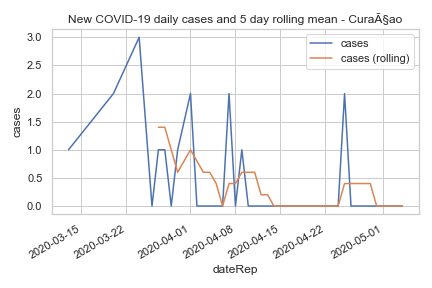 New COVID-19 daily cases and 5 day rolling mean - CuraÃ§ao
cases
cases (rolling)
3.0
2.5
2.0
1.5
1.0
0.5
0.0
cases
2020-03-15
2020-03-22
2020-04-01
2020-04-08
2020-04-15
2020-04-22
2020-05-01
dateRep